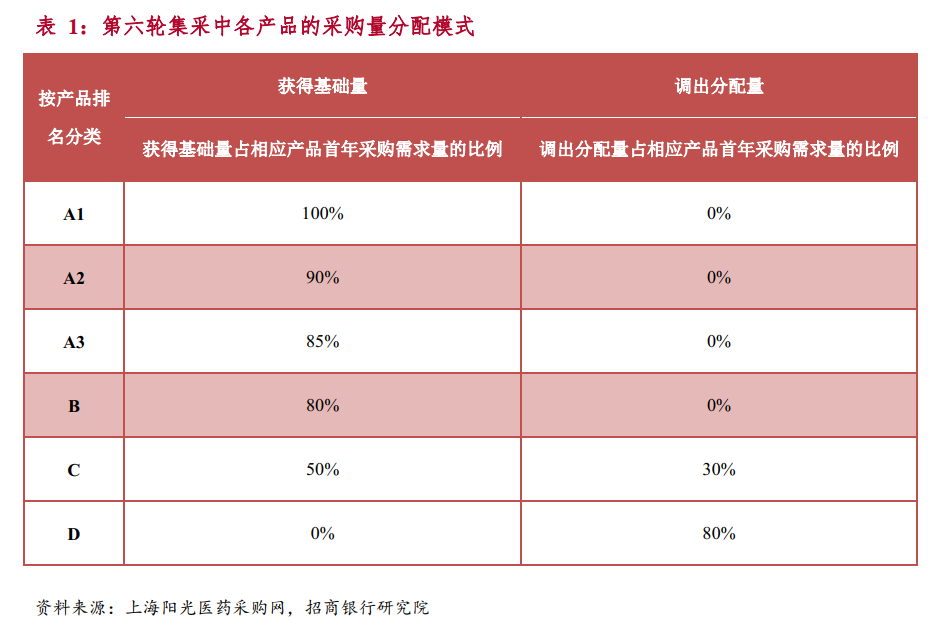 表 1：第六轮集采中各产品的采购量分配模式
按产品排
名分类
获得基础量
调出分配量
获得基础量占相应产品首年采购需求量的比例
调出分配量占相应产品首年采购需求量的比例
A1 100% 0%
A2 90% 0%
A3 85% 0%
B 80% 0%
C 50% 30%
D 0% 80%
资料来源：上海阳光医药采购网，招商银行研究院